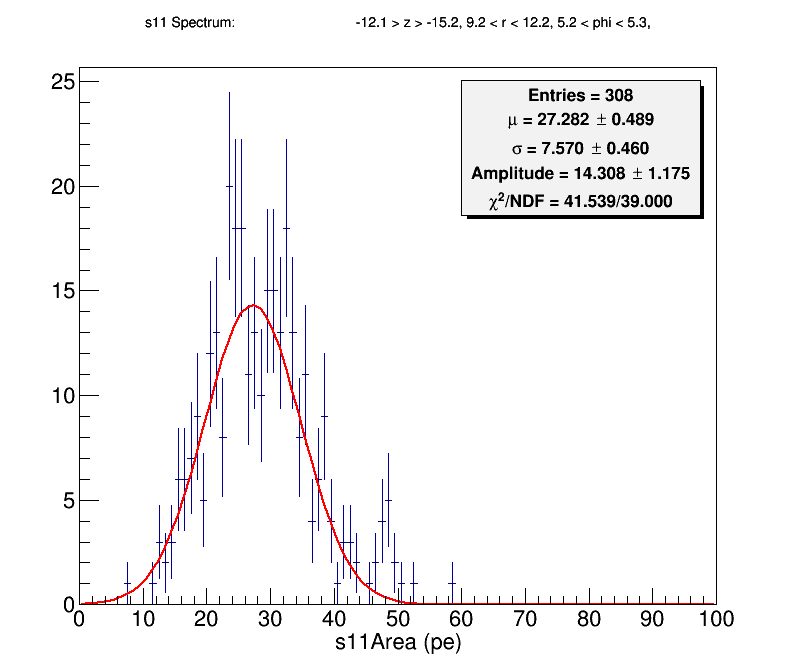 s11 Spectrum: -12.1 > z > -15.2, 9.2 < r < 12.2, 5.2 < phi < 5.3,
Entries = 308
μ = 27.282 ± 0.489
σ = 7.570 ± 0.460
Amplitude = 14.308 ± 1.175
χ²/NDF = 41.539/39.000
25
20
15
10
5
0
0 10 20 30 40 50 60 70 80 90 100
s11Area (pe)